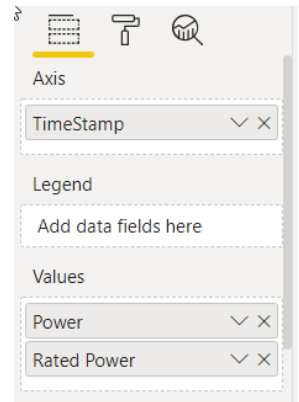 Axis
TimeStamp
Legend
Add data fields here
Values
Power
Rated Power